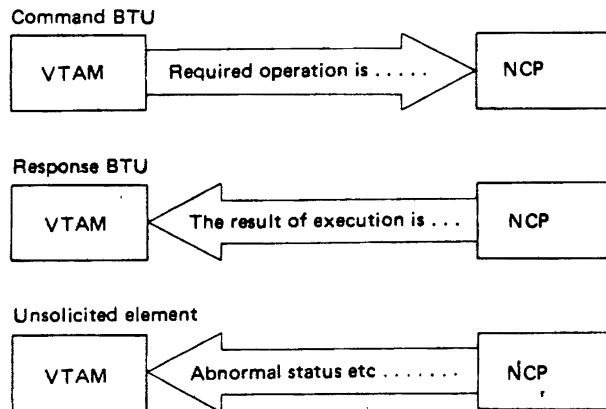 Command BTU
VTAM Required operation is . . . . . NCP
Response BTU
VTAM The result of execution is . . . NCP
Unsolicited element
VTAM Abnormal status etc . . . . . . . NCP